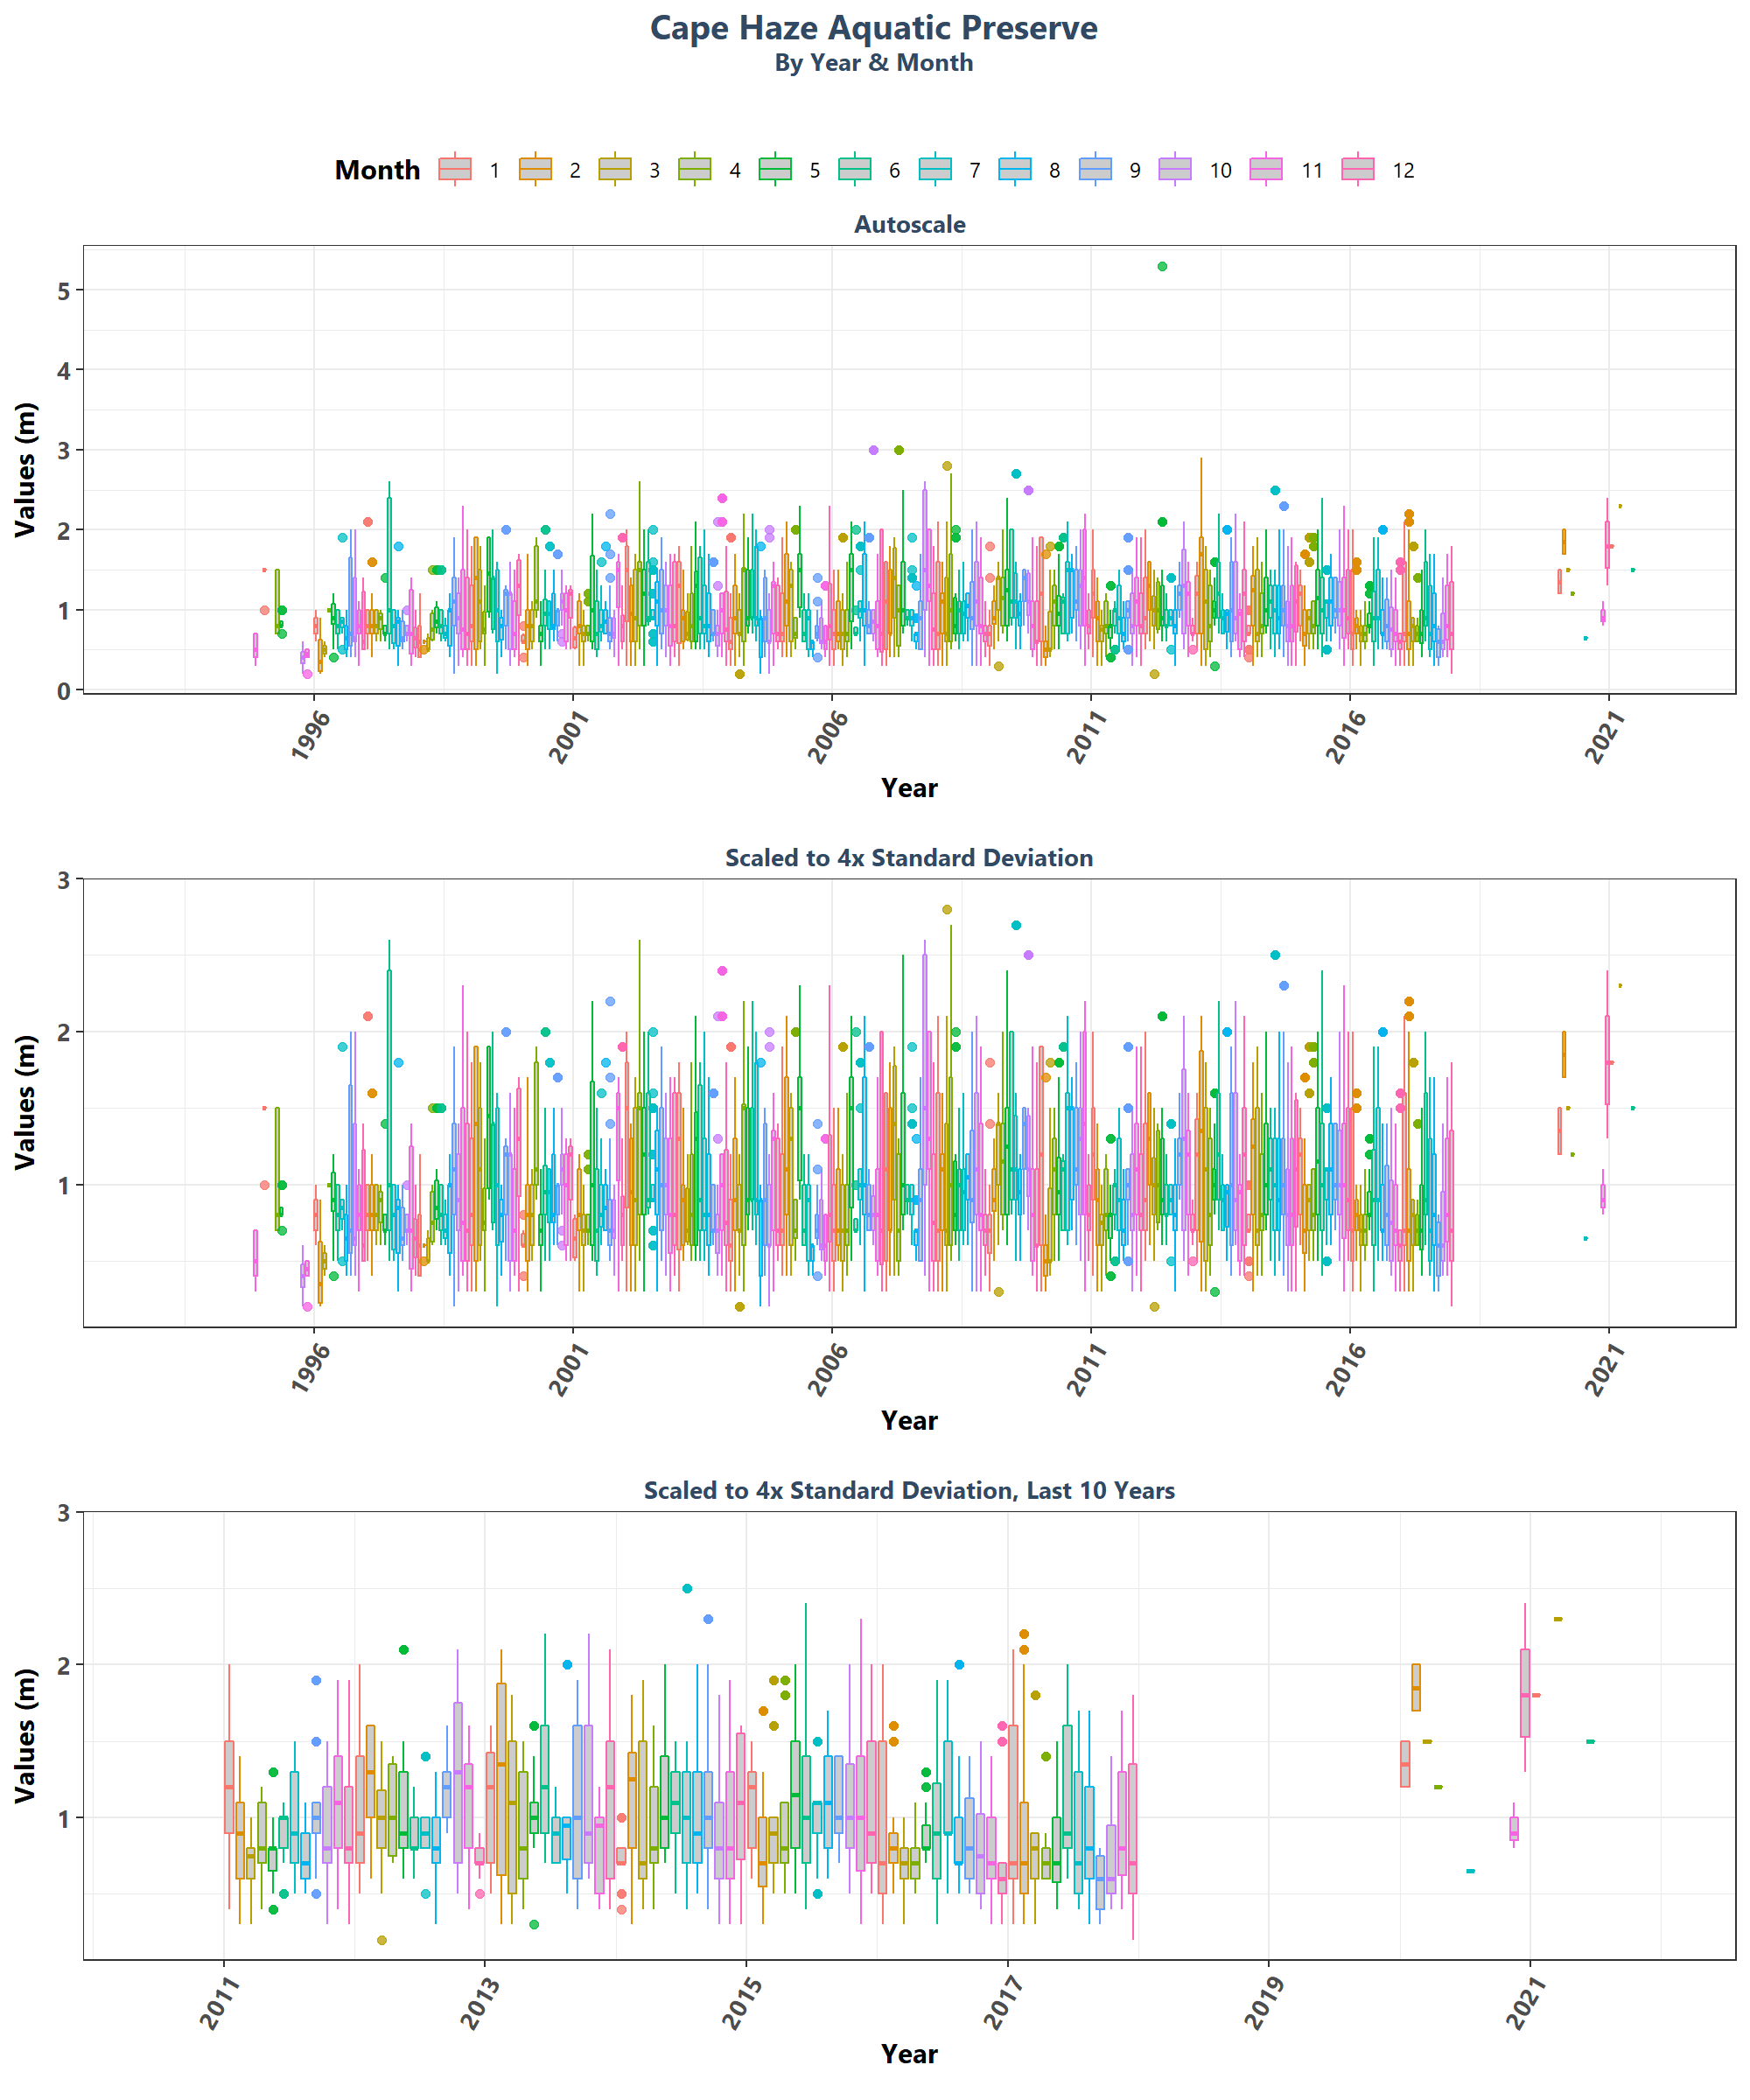 Cape Haze Aquatic Preserve
By Year & Month
Month 1 2 3 4 5 6 7 8 9 10 11 12
Autoscale
Values (m)
5
4
3
2
1
0
1996 2001 2006 2011 2016 2021
Year
Scaled to 4x Standard Deviation
Values (m)
3
2
1
1996 2001 2006 2011 2016 2021
Year
Scaled to 4x Standard Deviation, Last 10 Years
Values (m)
3
2
1
2011 2013 2015 2017 2019 2021
Year